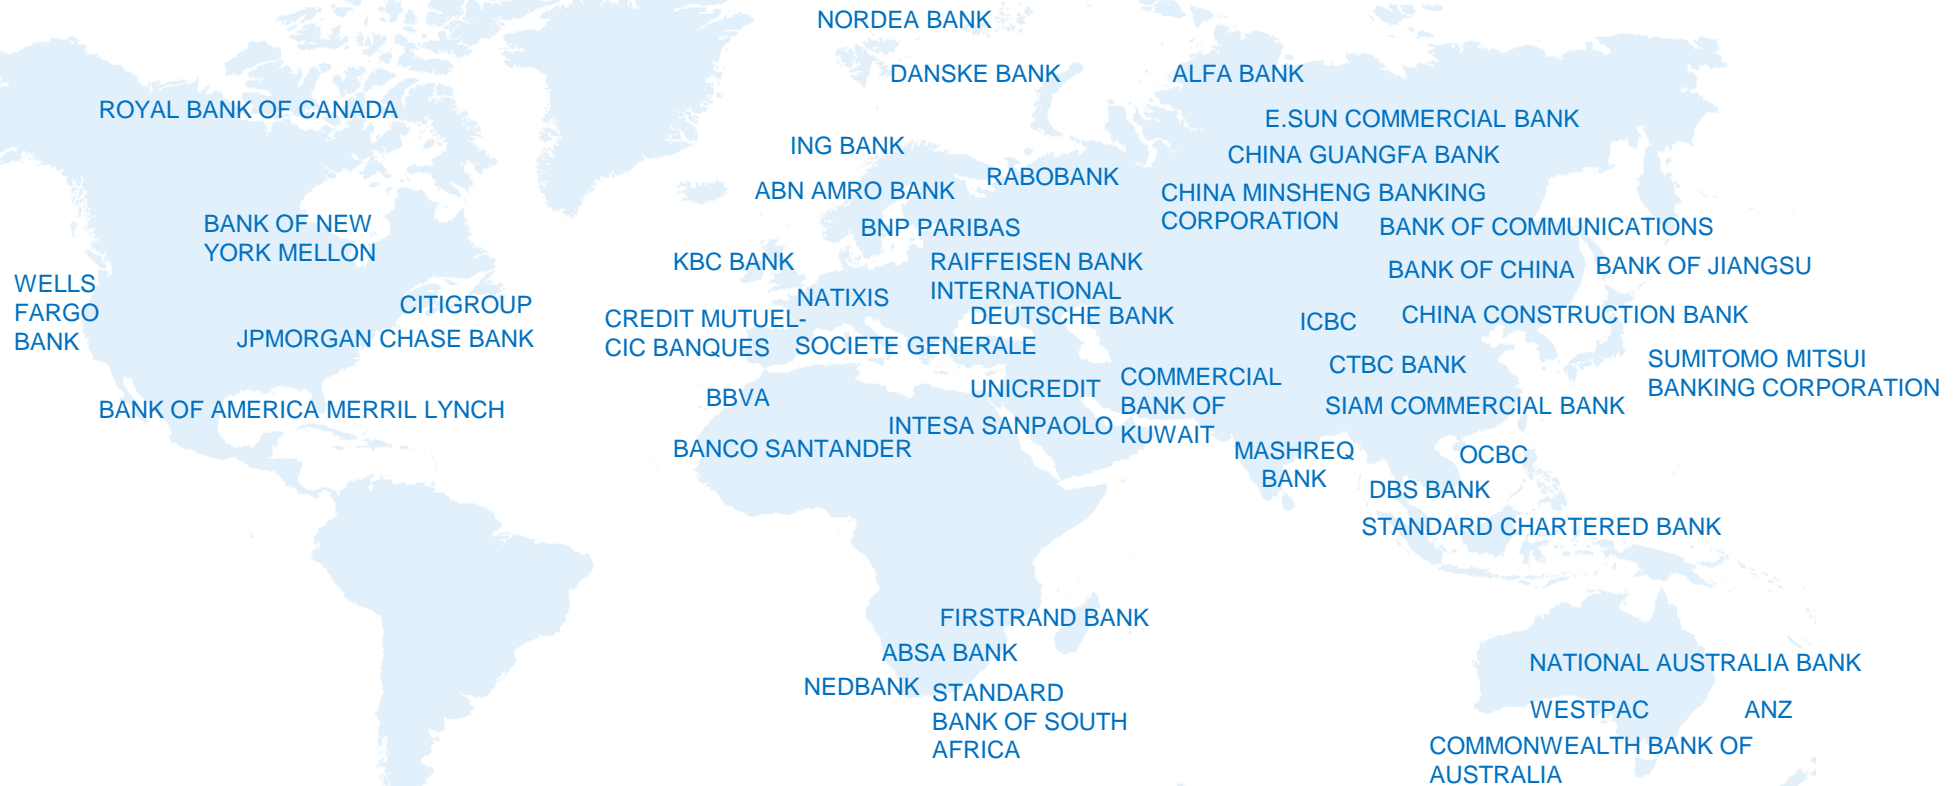 NORDEA BANK
DANSKE BANK
ALFA BANK
ROYAL BANK OF CANADA
E.SUN COMMERCIAL BANK
ING BANK
CHINA GUANGFA BANK
RABOBANK
ABN AMRO BANK
CHINA MINSHENG BANKING
CORPORATION
BANK OF NEW
YORK MELLON
BNP PARIBAS
BANK OF COMMUNICATIONS
KBC BANK
RAIFFEISEN BANK
INTERNATIONAL
BANK OF CHINA
BANK OF JIANGSU
WELLS
FARGO
BANK
NATIXIS
CITIGROUP
CREDIT MUTUEL-
CIC BANQUES
DEUTSCHE BANK
ICBC
CHINA CONSTRUCTION BANK
JPMORGAN CHASE BANK
SOCIETE GENERALE
CTBC BANK
SUMITOMO MITSUI
BANKING CORPORATION
BBVA
UNICREDIT
COMMERCIAL
BANK OF
KUWAIT
BANK OF AMERICA MERRIL LYNCH
SIAM COMMERCIAL BANK
INTESA SANPAOLO
BANCO SANTANDER
MASHREQ
BANK
OCBC
DBS BANK
STANDARD CHARTERED BANK
FIRSTRAND BANK
ABSA BANK
NATIONAL AUSTRALIA BANK
NEDBANK
STANDARD
BANK OF SOUTH
AFRICA
WESTPAC
ANZ
COMMONWEALTH BANK OF
AUSTRALIA